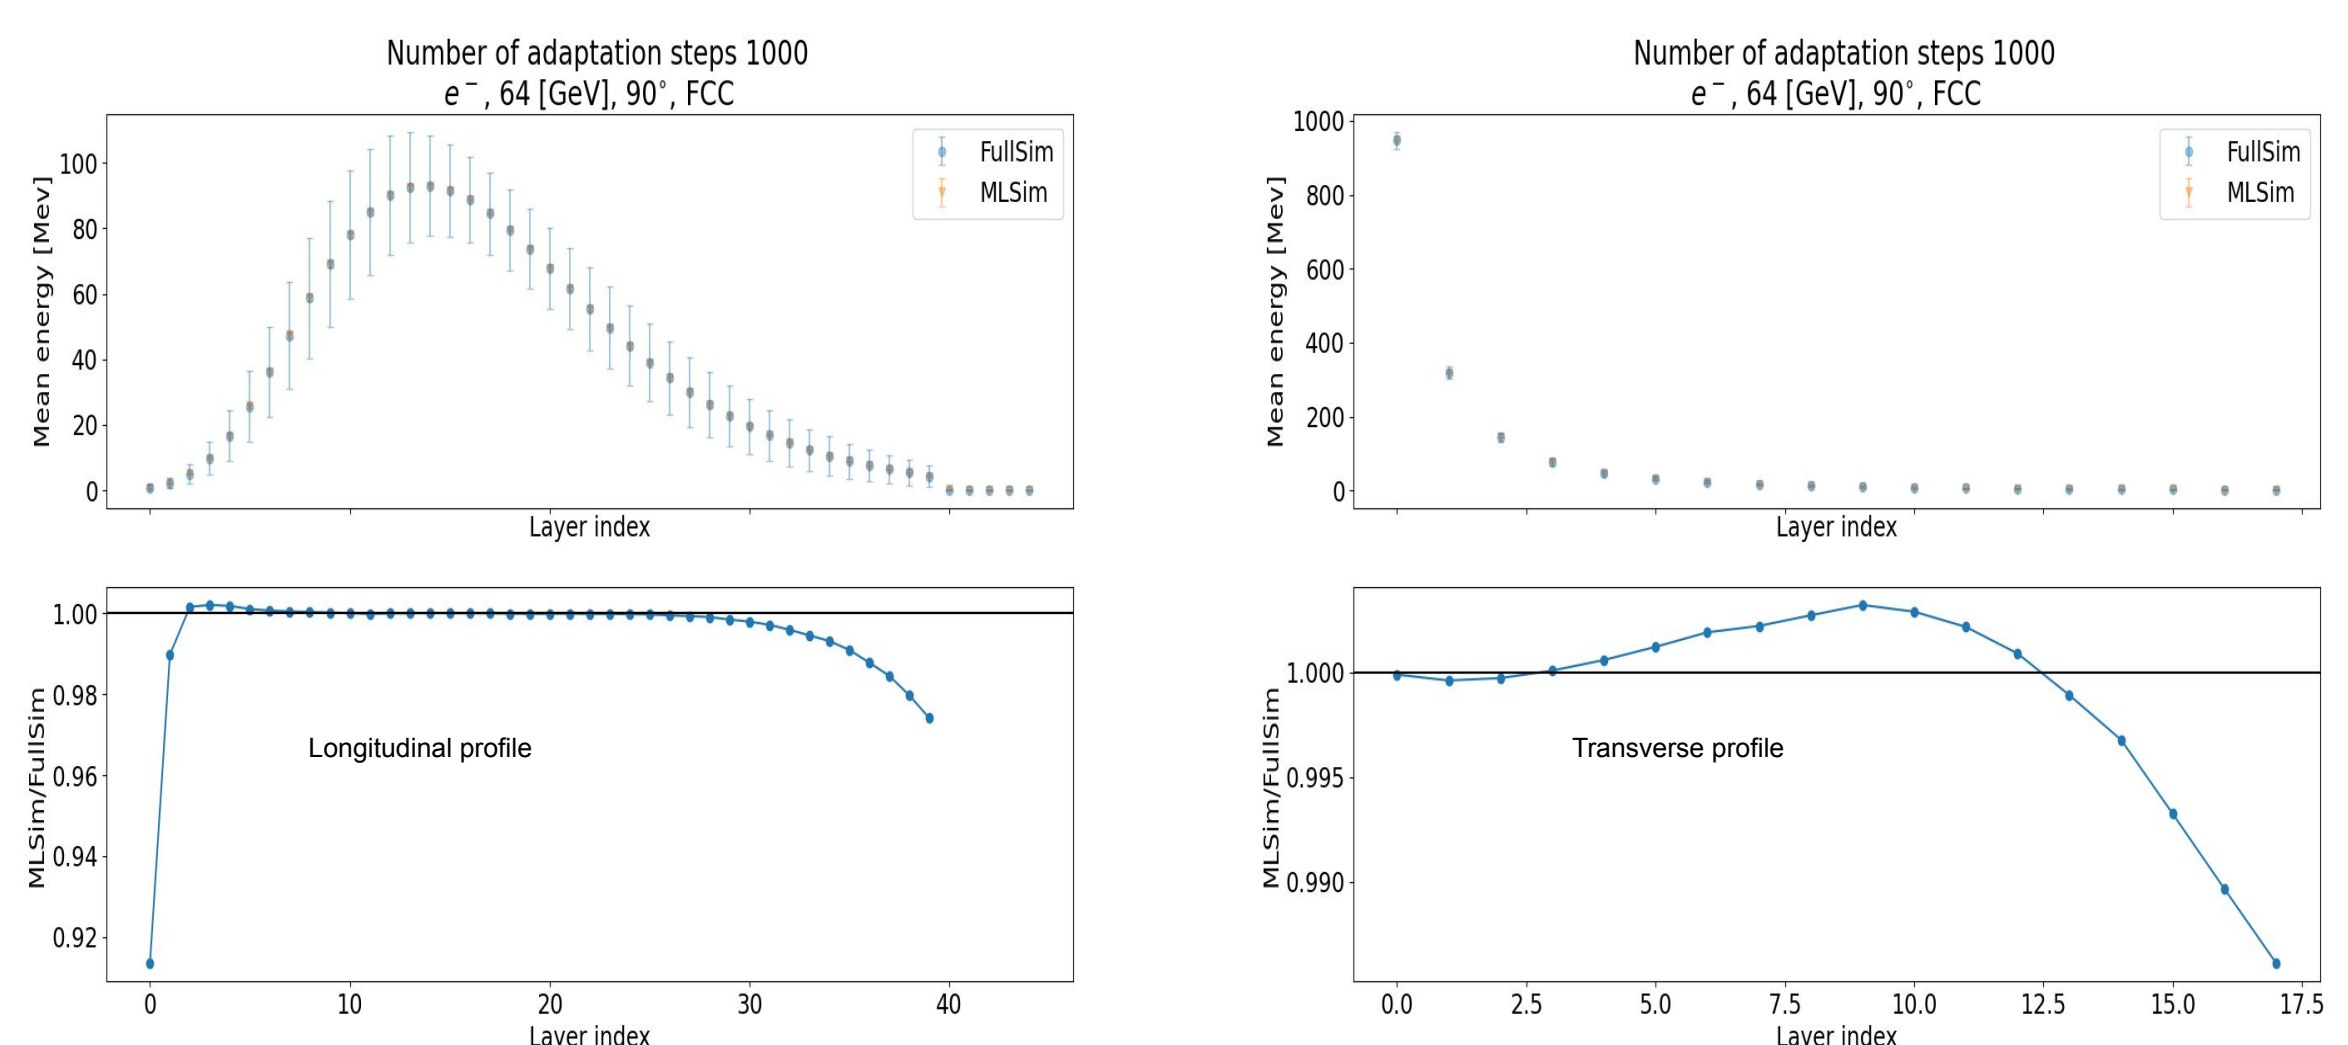 Number of adaptation steps 1000
e⁻, 64 [GeV], 90°, FCC
Mean energy [Mev]
100
80
60
40
20
0
FullSim
MLSim
Layer index
MLSim/FullSim
1.00
0.98
0.96
0.94
0.92
Longitudinal profile
0 10 20 30 40
Layer index
Number of adaptation steps 1000
e⁻, 64 [GeV], 90°, FCC
Mean energy [Mev]
1000
800
600
400
200
0
FullSim
MLSim
Layer index
MLSim/FullSim
1.000
0.995
0.990
Transverse profile
0.0 2.5 5.0 7.5 10.0 12.5 15.0 17.5
Layer index